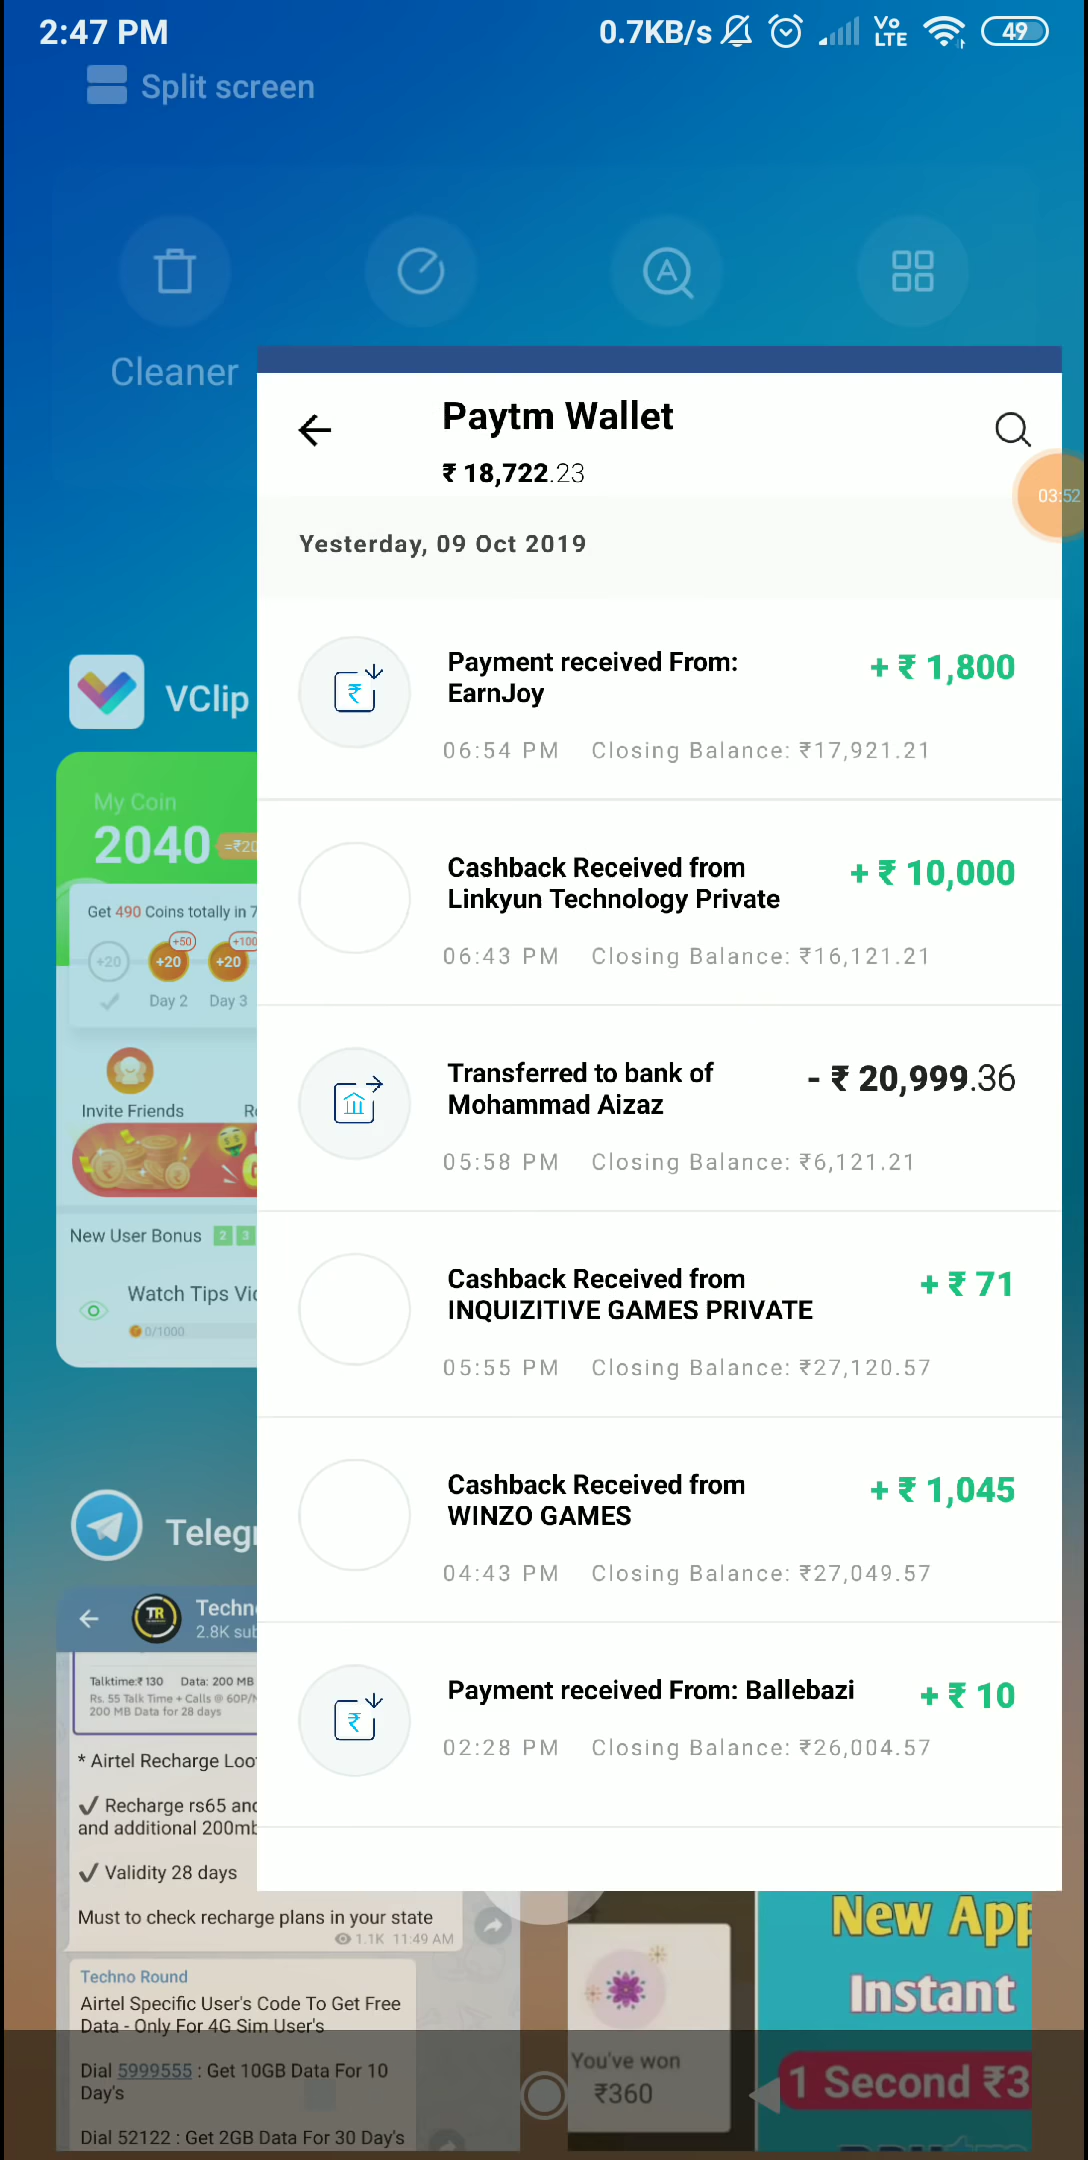 2:47 PM
0.7KB/s
Vo
LTE
49
Split screen
Cleaner
Paytm Wallet
₹ 18,722.23
03:52
Yesterday, 09 Oct 2019
Payment received From:
EarnJoy
+ ₹ 1,800
06:54 PM Closing Balance: ₹17,921.21
Cashback Received from
Linkyun Technology Private
+ ₹ 10,000
06:43 PM Closing Balance: ₹16,121.21
Transferred to bank of
Mohammad Aizaz
- ₹ 20,999.36
05:58 PM Closing Balance: ₹6,121.21
Cashback Received from
INQUIZITIVE GAMES PRIVATE
+ ₹ 71
05:55 PM Closing Balance: ₹27,120.57
Cashback Received from
WINZO GAMES
+ ₹ 1,045
04:43 PM Closing Balance: ₹27,049.57
Payment received From: Ballebazi
+ ₹ 10
02:28 PM Closing Balance: ₹26,004.57
VClip
My Coin
2040
=₹20
Get 490 Coins totally in 7
+50
+100
+20
+20
+20
Day 2
Day 3
Invite Friends
New User Bonus 2 3
Watch Tips
0/1000
TR
2.8K
Talktime:₹ 130 Data: 200 MB
Rs. 55 Talk Time + Calls @
200 MB Data for 28 days
* Airtel Recharge
✓ Recharge rs65
and additional
✓ Validity 28 days
Must to check recharge plans in your state
1.1K 11:49 AM
Techno Round
Airtel Specific User's Code To Get Free
Data - Only For 4G Sim User's
Dial 5999555 : Get 10GB Data For 10
Day's
Dial 52122 : Get 2GB Data For 30 Day's
You've won
₹360
New
Instant
1 Second ₹3